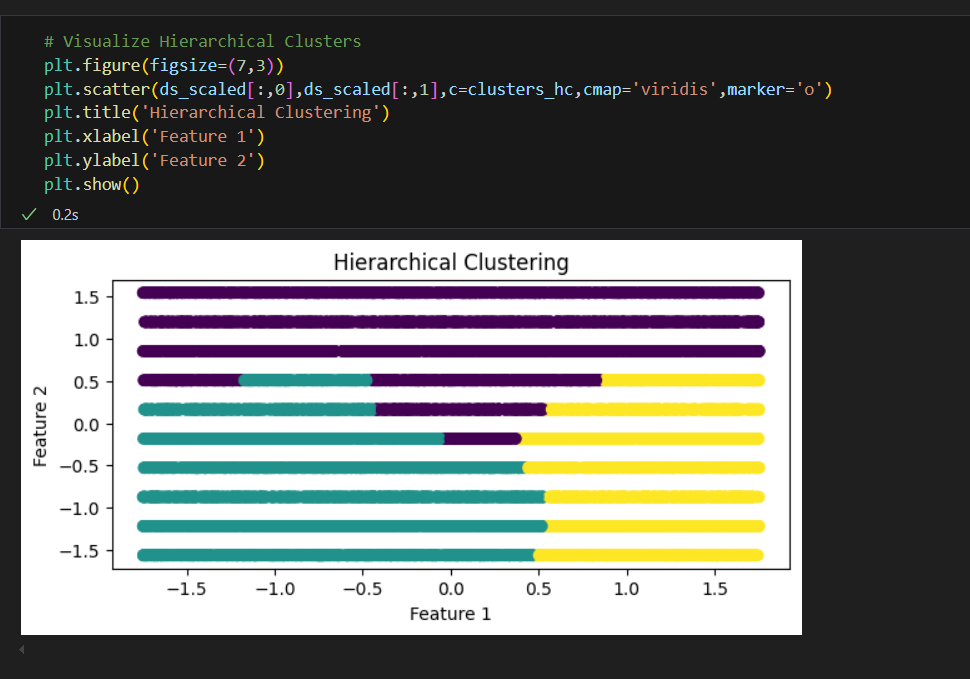 # Visualize Hierarchical Clusters
plt.figure(figsize=(7,3))
plt.scatter(ds_scaled[:,0],ds_scaled[:,1],c=clusters_hc,cmap='viridis',marker='o')
plt.title('Hierarchical Clustering')
plt.xlabel('Feature 1')
plt.ylabel('Feature 2')
plt.show()
0.2s
Hierarchical Clustering
1.5
1.0
0.5
0.0
−0.5
−1.0
−1.5
Feature 2
−1.5 −1.0 −0.5 0.0 0.5 1.0 1.5
Feature 1